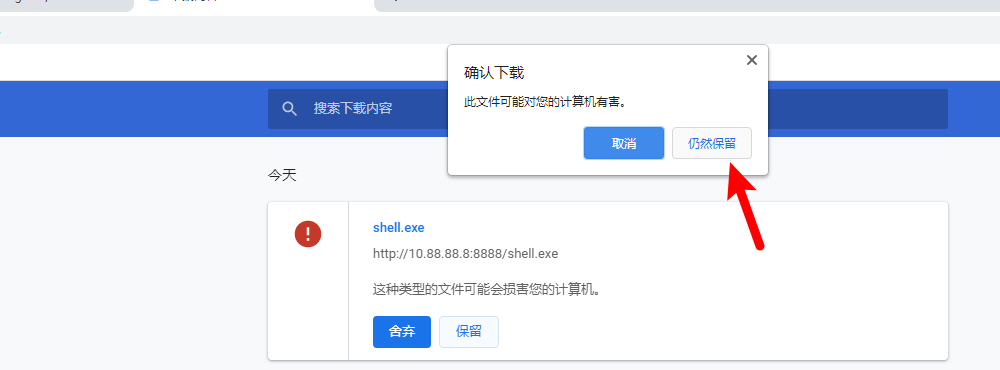 确认下载
此文件可能对您的计算机有害。
取消
仍然保留
搜索下载内容
今天
shell.exe
http://10.88.88.8:8888/shell.exe
这种类型的文件可能会损害您的计算机。
舍弃
保留